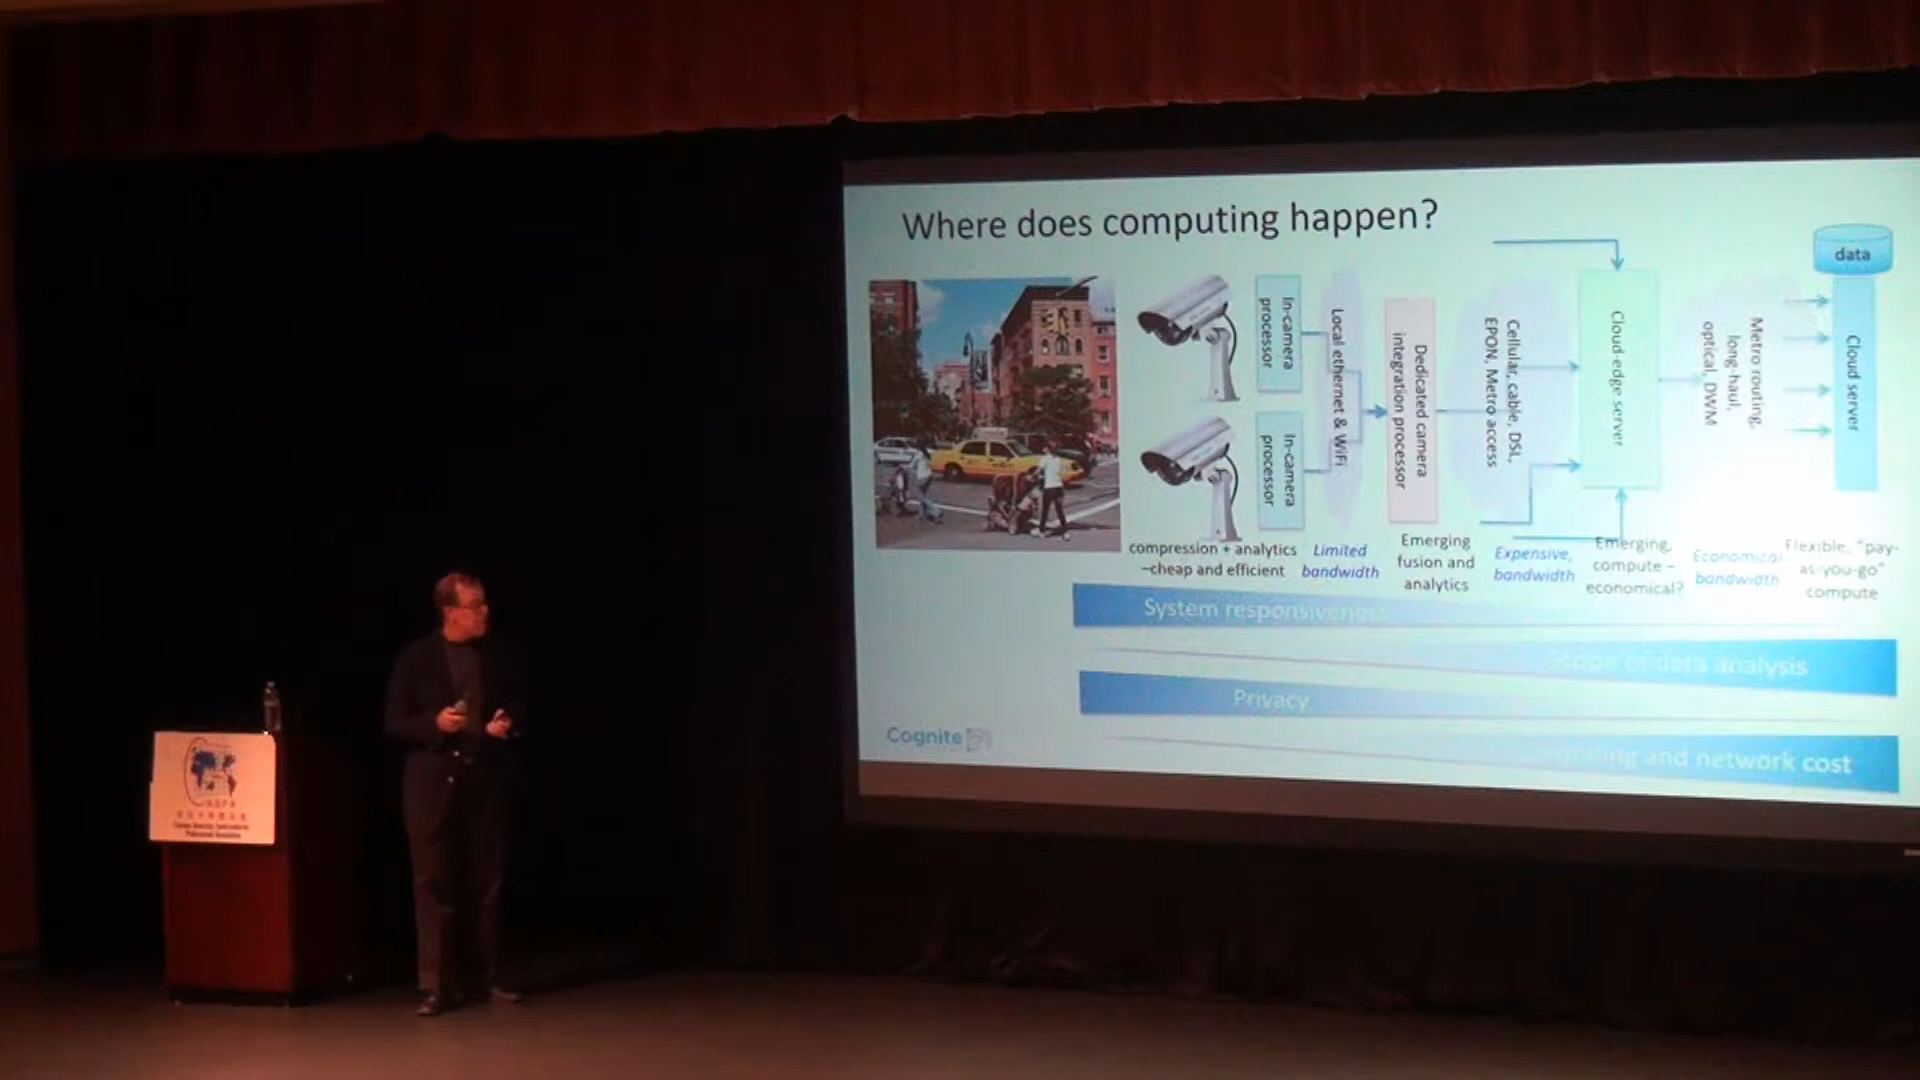 Where does computing happen?
data
In-camera
processor
In-camera
processor
Local ethernet & WiFi
Dedicated camera
integration processor
Cellular, cable, DSL,
EPON, Metro access
Cloud-edge server
Metro routing,
long-haul,
optical, DWM
Cloud server
compression + analytics
–cheap and efficient
Limited
bandwidth
Emerging
fusion and
analytics
Expensive,
bandwidth
Emerging,
compute –
economical?
Economical
bandwidth
Flexible, "pay-
as-you-go"
compute
System responsiveness
Scope of data analysis
Privacy
and network cost
Cognite
CASPA
Professional Association